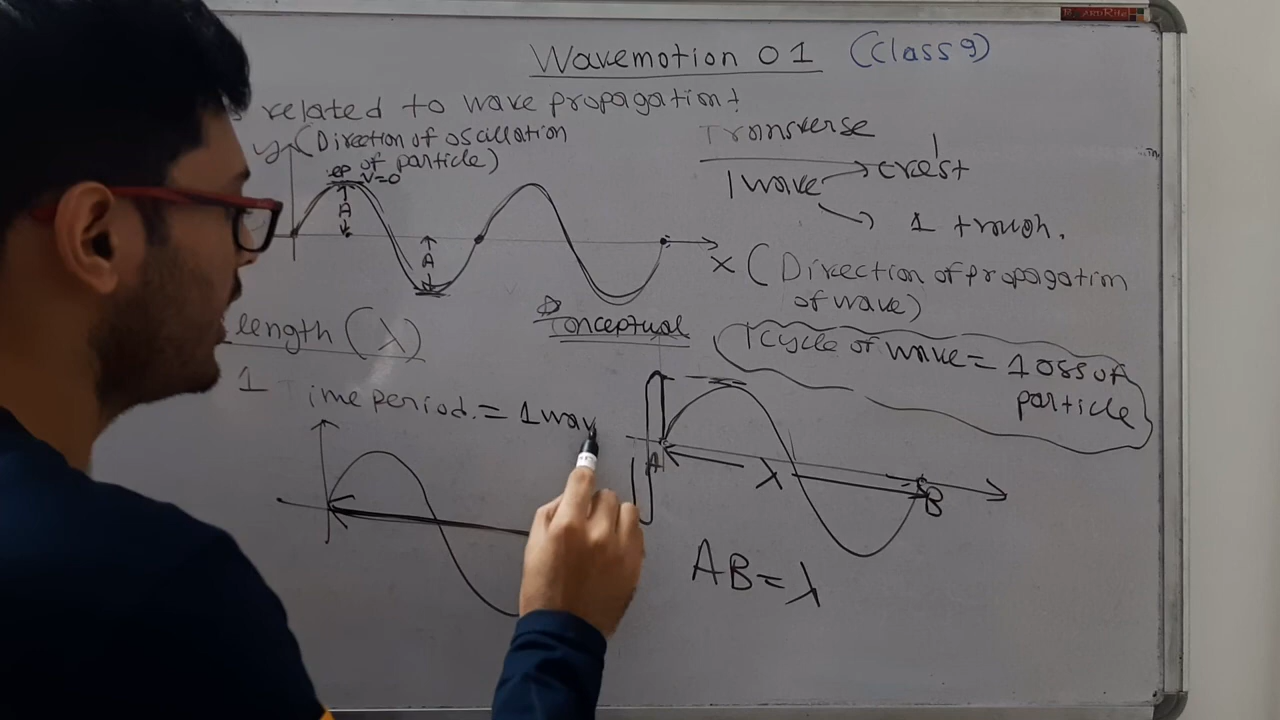 Wavemotion 01 (Class 9)
related to wave propagation:
y (Direction of oscillation
of particle)
ep v=0
A
A
Transverse
1 wave → crest
→ 1 trough.
x (Direction of propagation
of wave)
length (λ)
Conceptual
1 cycle of wave = 1 oss of
particle
1 Time period. = 1 wav
A
λ
B
AB = λ